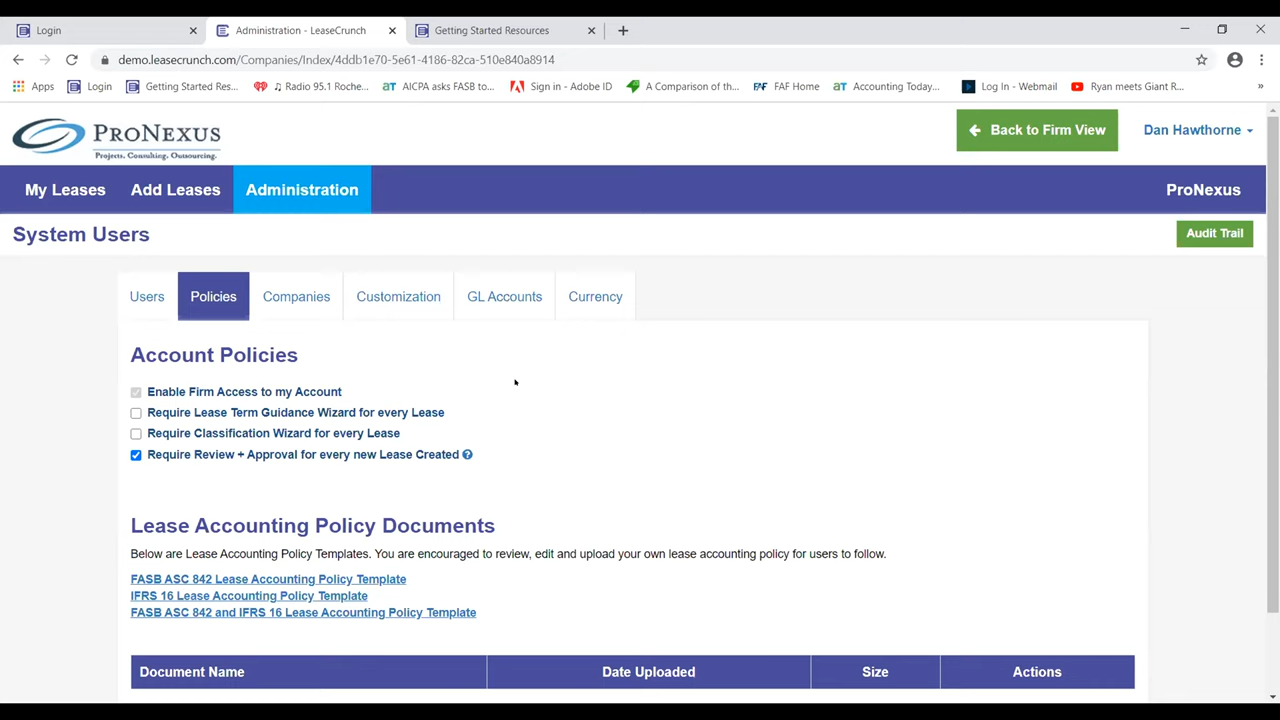 Login
Administration - LeaseCrunch
Getting Started Resources
demo.leasecrunch.com/Companies/Index/4ddb1e70-5e61-4186-82ca-510e840a8914
Apps Login Getting Started Res... ♫ Radio 95.1 Roche... AICPA asks FASB to... Sign in - Adobe ID A Comparison of th... FAF Home Accounting Today... Log In - Webmail Ryan meets Giant R... »
PRONEXUS
Projects. Consulting. Outsourcing.
Back to Firm View
Dan Hawthorne
My Leases Add Leases Administration ProNexus
System Users
Audit Trail
Users Policies Companies Customization GL Accounts Currency
Account Policies
Enable Firm Access to my Account
Require Lease Term Guidance Wizard for every Lease
Require Classification Wizard for every Lease
Require Review + Approval for every new Lease Created ?
Lease Accounting Policy Documents
Below are Lease Accounting Policy Templates. You are encouraged to review, edit and upload your own lease accounting policy for users to follow.
FASB ASC 842 Lease Accounting Policy Template
IFRS 16 Lease Accounting Policy Template
FASB ASC 842 and IFRS 16 Lease Accounting Policy Template
Document Name Date Uploaded Size Actions